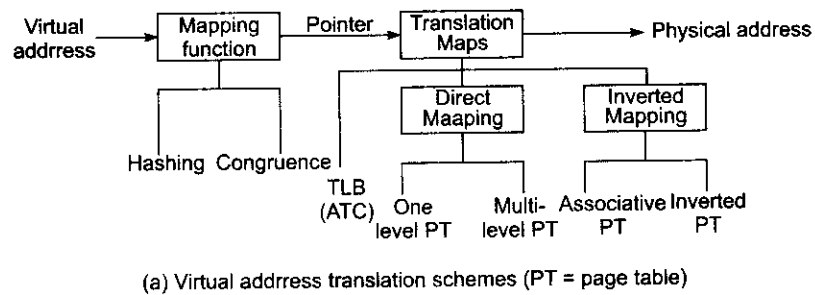 Virtual
addrress
Mapping
function
Pointer
Translation
Maps
Physical address
Direct
Maaping
Inverted
Mapping
Hashing
Congruence
TLB
(ATC)
One
level PT
Multi-
level PT
Associative
PT
Inverted
PT
(a) Virtual addrress translation schemes (PT = page table)